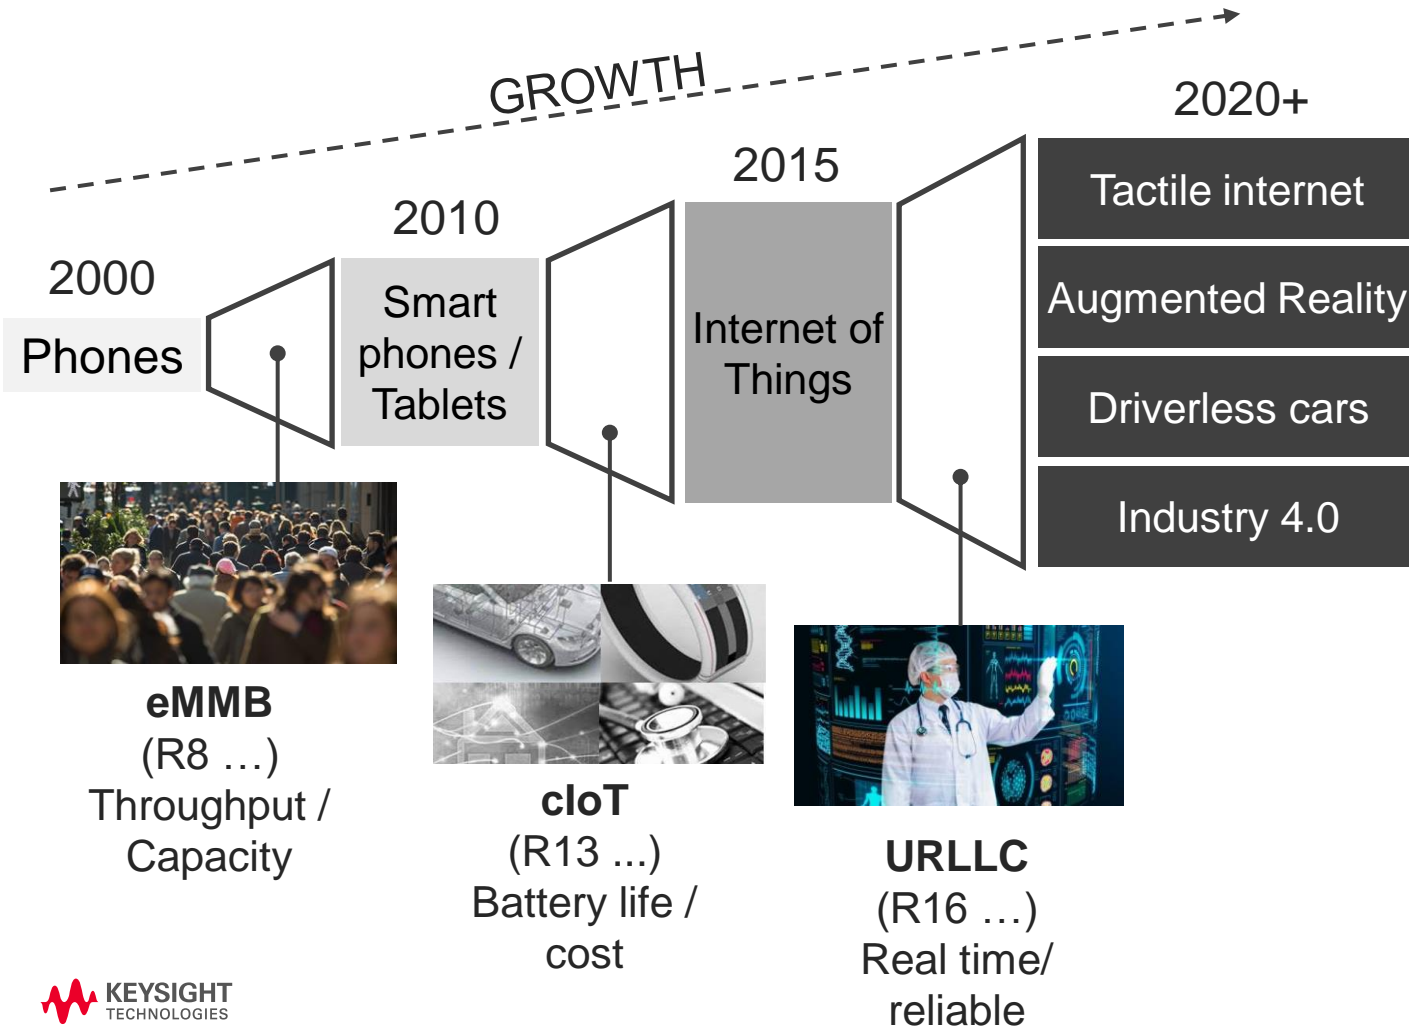 GROWTH
2000
Phones
2010
Smart
phones /
Tablets
2015
Internet of
Things
2020+
Tactile internet
Augmented Reality
Driverless cars
Industry 4.0
eMMB
(R8 …)
Throughput /
Capacity
cIoT
(R13 ...)
Battery life /
cost
URLLC
(R16 …)
Real time/
reliable
KEYSIGHT
TECHNOLOGIES